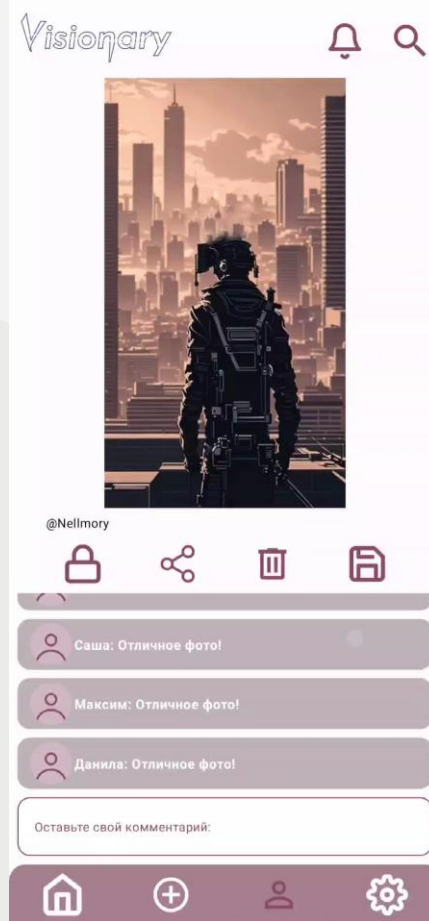 Visionary
@Nellmory
Саша: Отличное фото!
Максим: Отличное фото!
Данила: Отличное фото!
Оставьте свой комментарий: